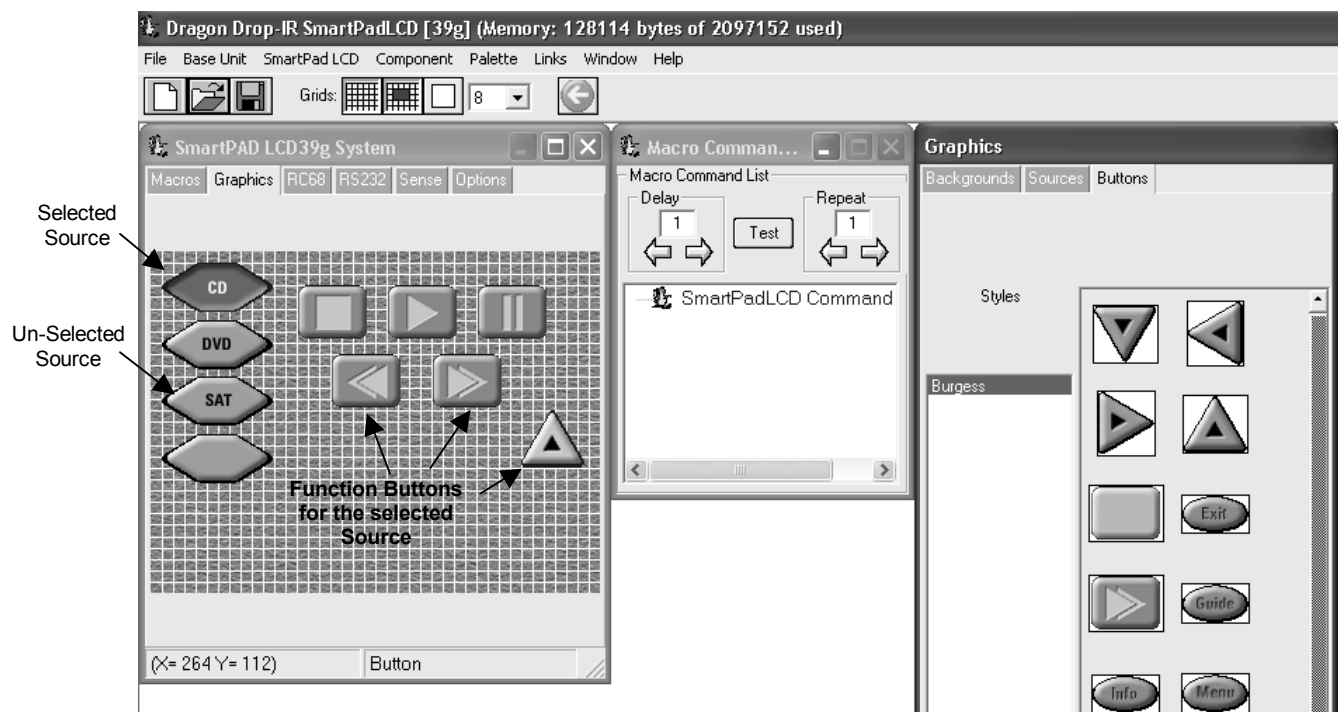 Dragon Drop-IR SmartPadLCD [39g] (Memory: 128114 bytes of 2097152 used)
File Base Unit SmartPad LCD Component Palette Links Window Help
Grids: 8
SmartPAD LCD39g System
Macros Graphics RC68 RS232 Sense Options
Selected
Source
CD
Un-Selected
Source
DVD
SAT
Function Buttons
for the selected
Source
(X= 264 Y= 112) Button
Macro Comman...
Macro Command List
Delay Repeat
1 Test 1
SmartPadLCD Command
Graphics
Backgrounds Sources Buttons
Styles
Burgess
Exit
Guide
Info Menu